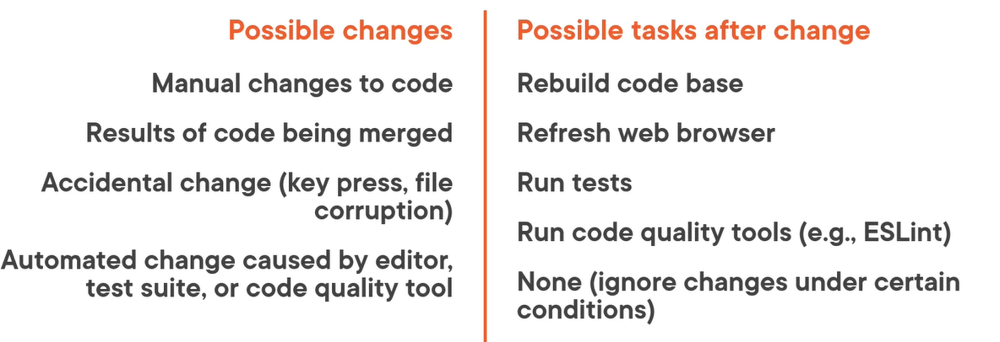 Possible changes
Manual changes to code
Results of code being merged
Accidental change (key press, file
corruption)
Automated change caused by editor,
test suite, or code quality tool
Possible tasks after change
Rebuild code base
Refresh web browser
Run tests
Run code quality tools (e.g., ESLint)
None (ignore changes under certain
conditions)